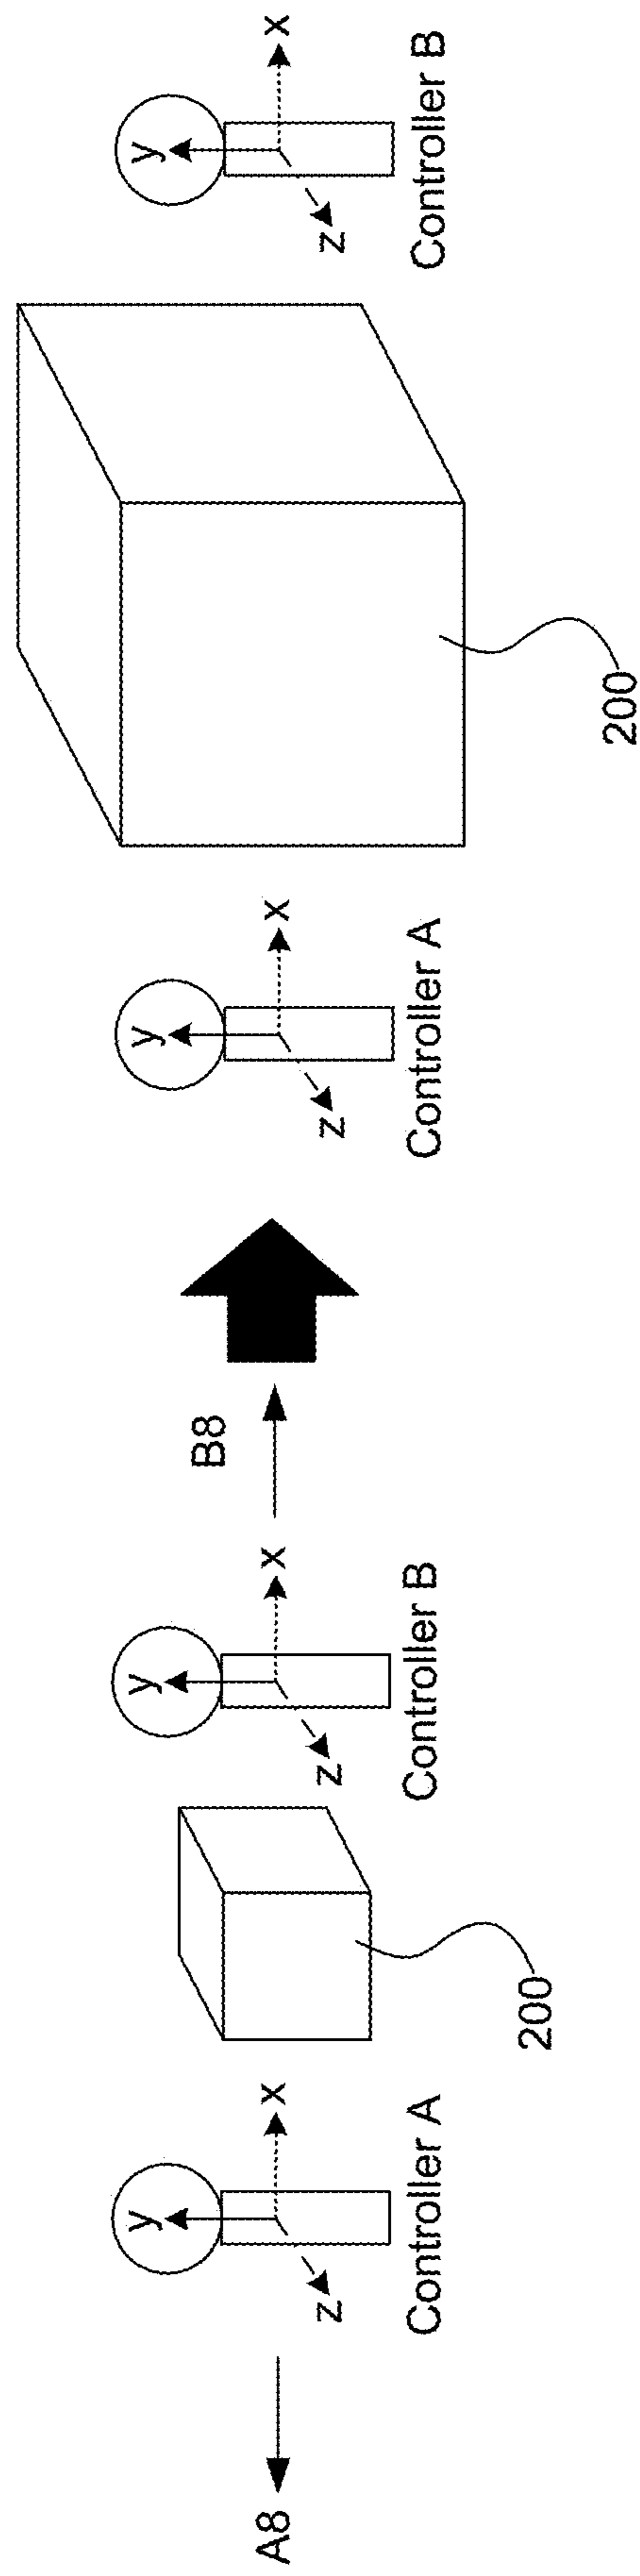 A8
y
x
z
Controller A
200
y
x
z
Controller B
B8
y
x
z
Controller A
200
y
x
z
Controller B